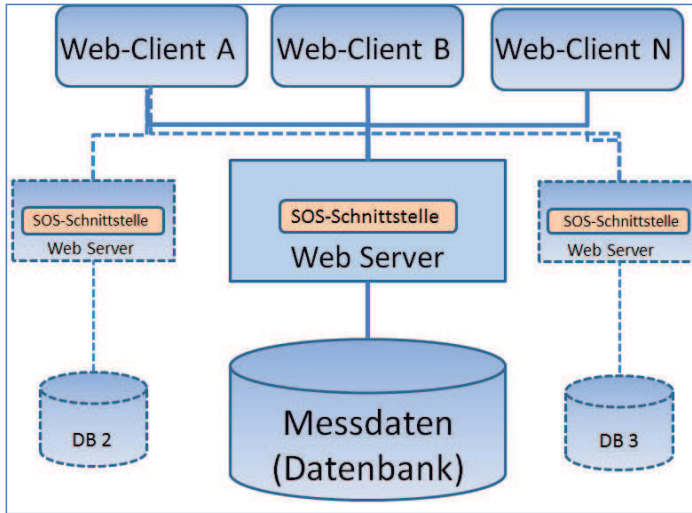 Web-Client A
Web-Client B
Web-Client N
SOS-Schnittstelle
Web Server
SOS-Schnittstelle
Web Server
SOS-Schnittstelle
Web Server
DB 2
Messdaten
(Datenbank)
DB 3